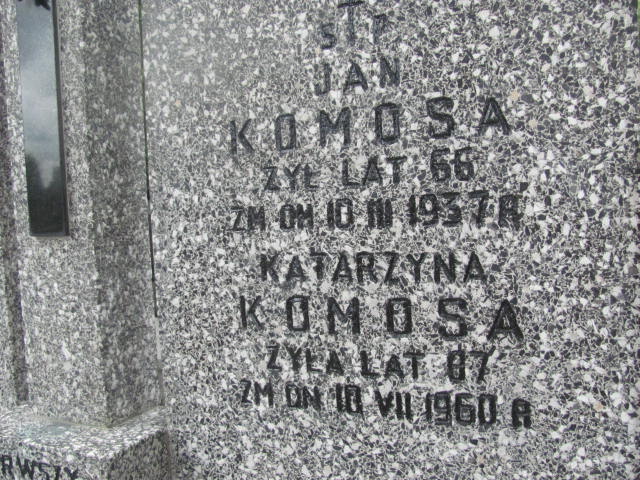 S†P
JAN
KOMOSA
ŻYŁ LAT 66
ZM DN 10 III 1937 R
KATARZYNA
KOMOSA
ŻYŁA LAT 87
ZM DN 10 VII 1960 R